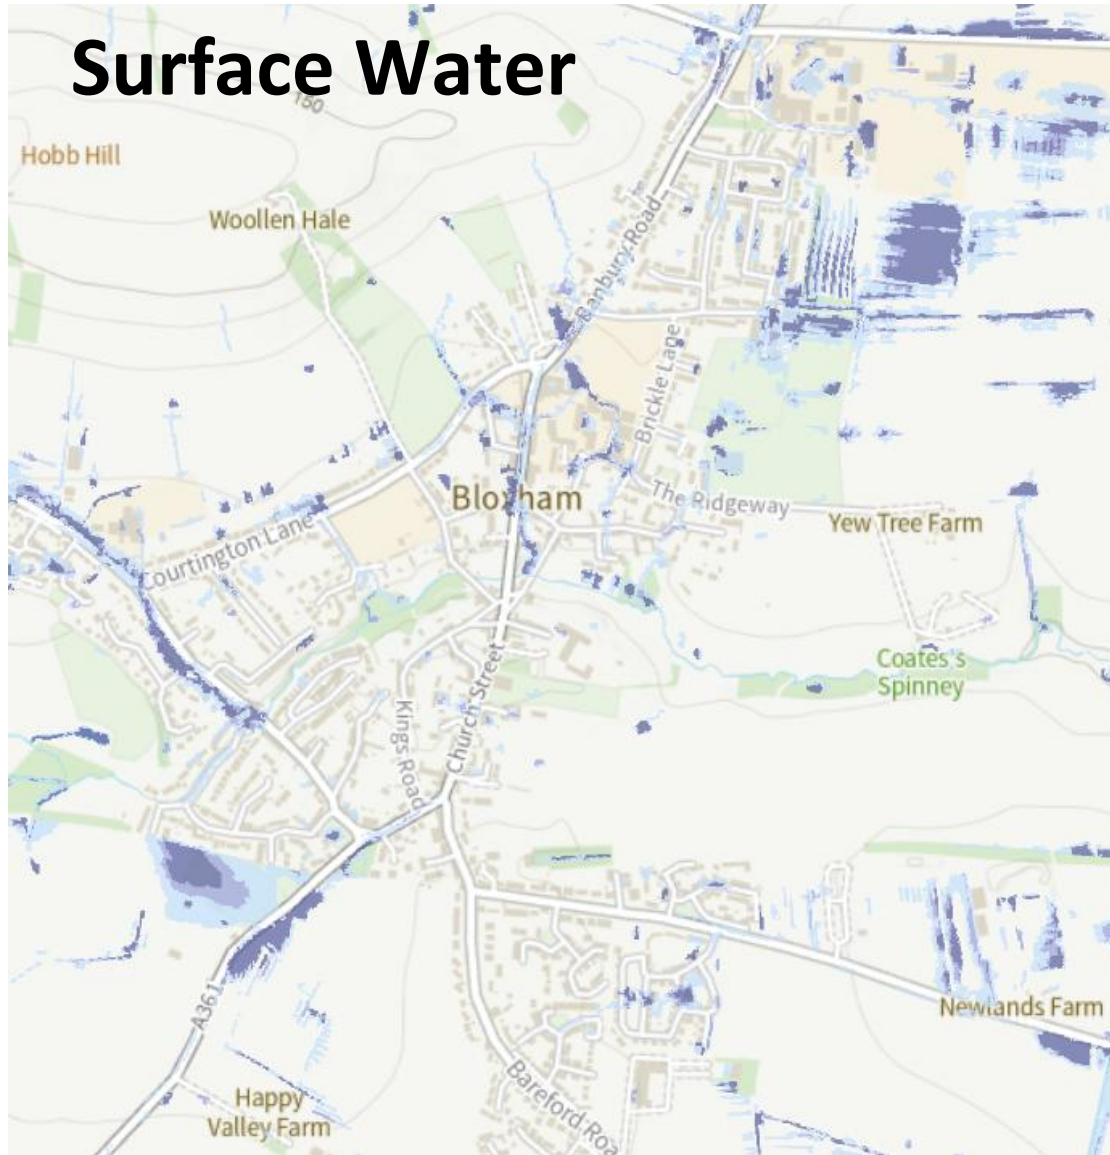 Surface Water
150
Hobb Hill
Woollen Hale
Banbury Road
Brickle Lane
Bloxham
The Ridgeway
Yew Tree Farm
Courtington Lane
Coates's
Spinney
Church Street
Kings Road
A361
Newlands Farm
Happy
Valley Farm
Bareford Roa